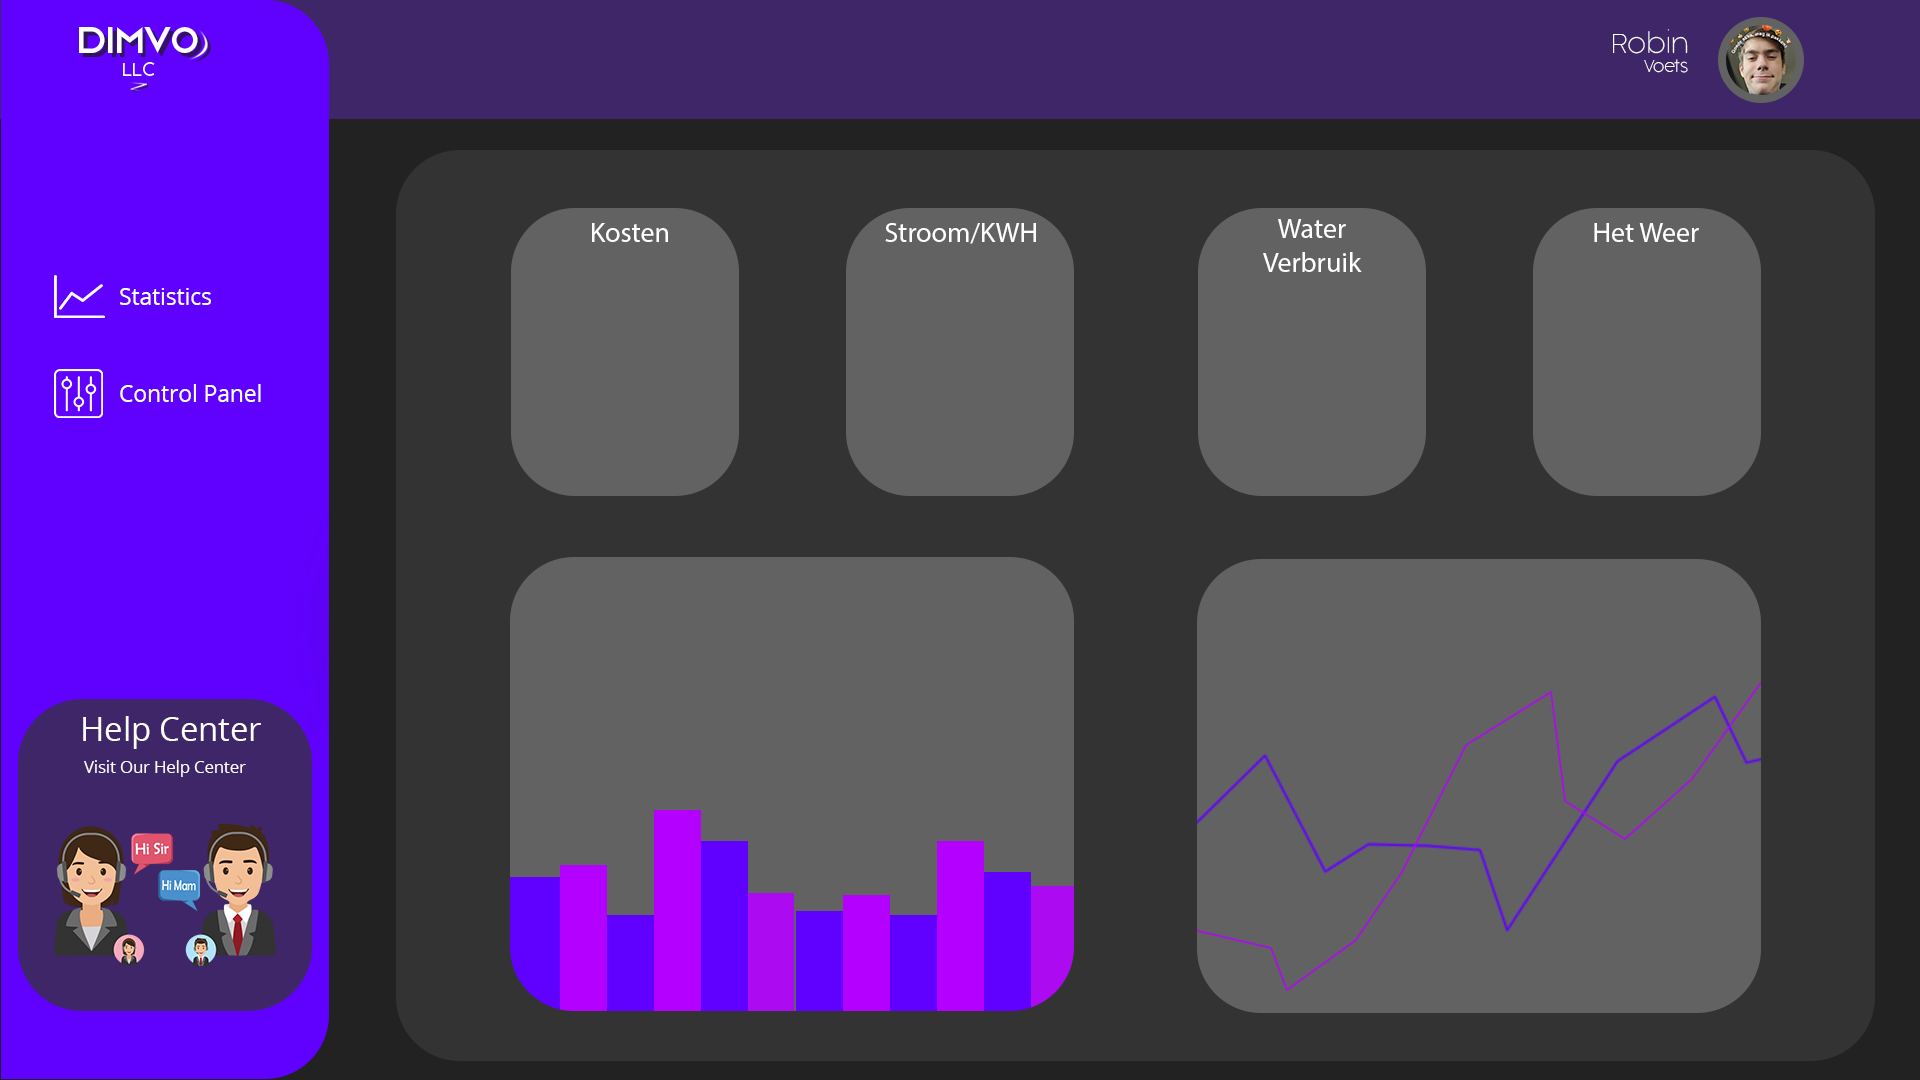 DIMVO
LLC
Robin
Voets
Statistics
Control Panel
Help Center
Visit Our Help Center
Hi Sir
Hi Mam
Kosten
Stroom/KWH
Water
Verbruik
Het Weer